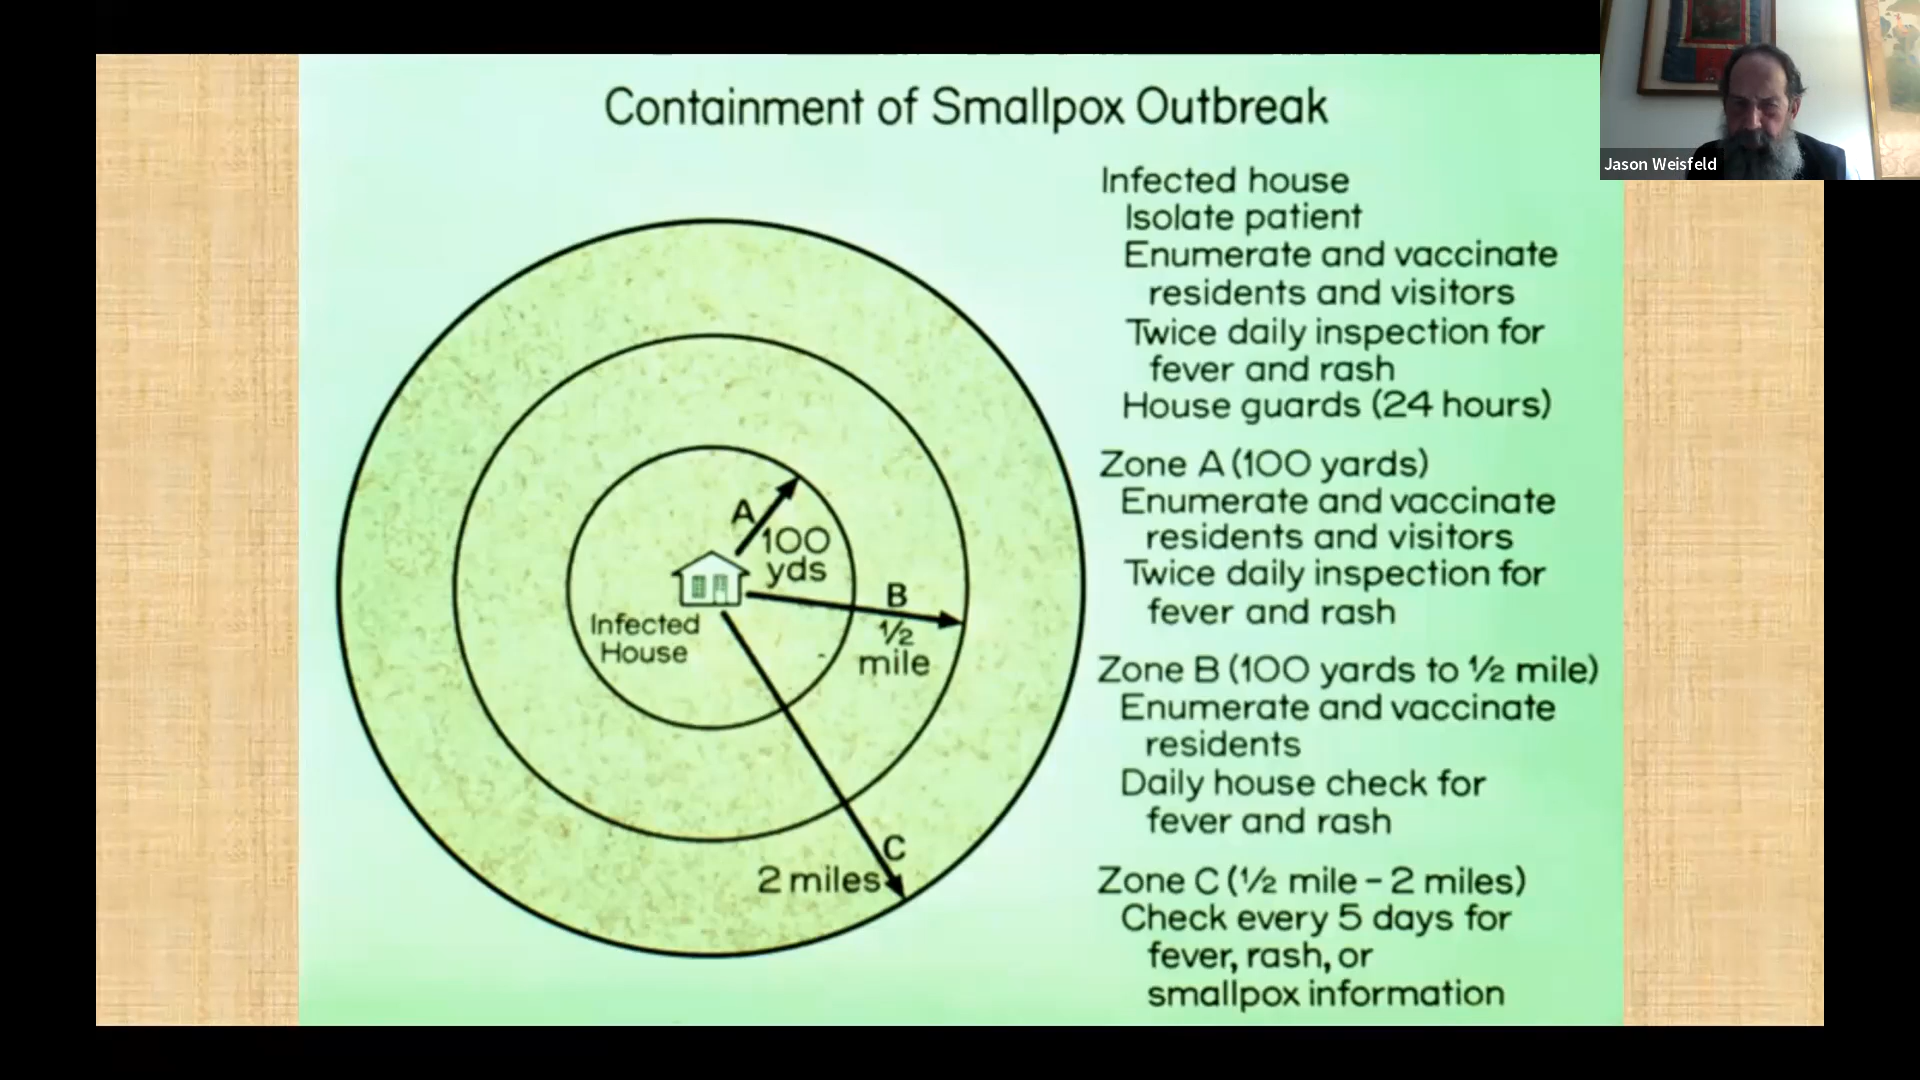 Containment of Smallpox Outbreak
Jason Weisfeld
A
100
yds
B
1/2
mile
Infected
House
C
2 miles
Infected house
Isolate patient
Enumerate and vaccinate
residents and visitors
Twice daily inspection for
fever and rash
House guards (24 hours)
Zone A (100 yards)
Enumerate and vaccinate
residents and visitors
Twice daily inspection for
fever and rash
Zone B (100 yards to 1/2 mile)
Enumerate and vaccinate
residents
Daily house check for
fever and rash
Zone C (1/2 mile - 2 miles)
Check every 5 days for
fever, rash, or
smallpox information